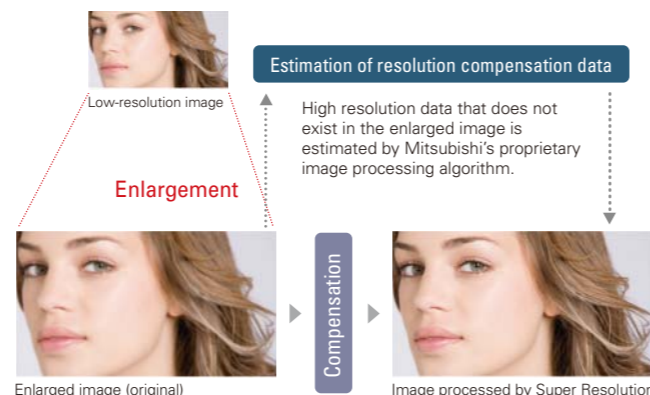 Estimation of resolution compensation data
Low-resolution image
High resolution data that does not
exist in the enlarged image is
estimated by Mitsubishi's proprietary
image processing algorithm.
Enlargement
Compensation
Enlarged image (original)
Image processed by Super Resolution